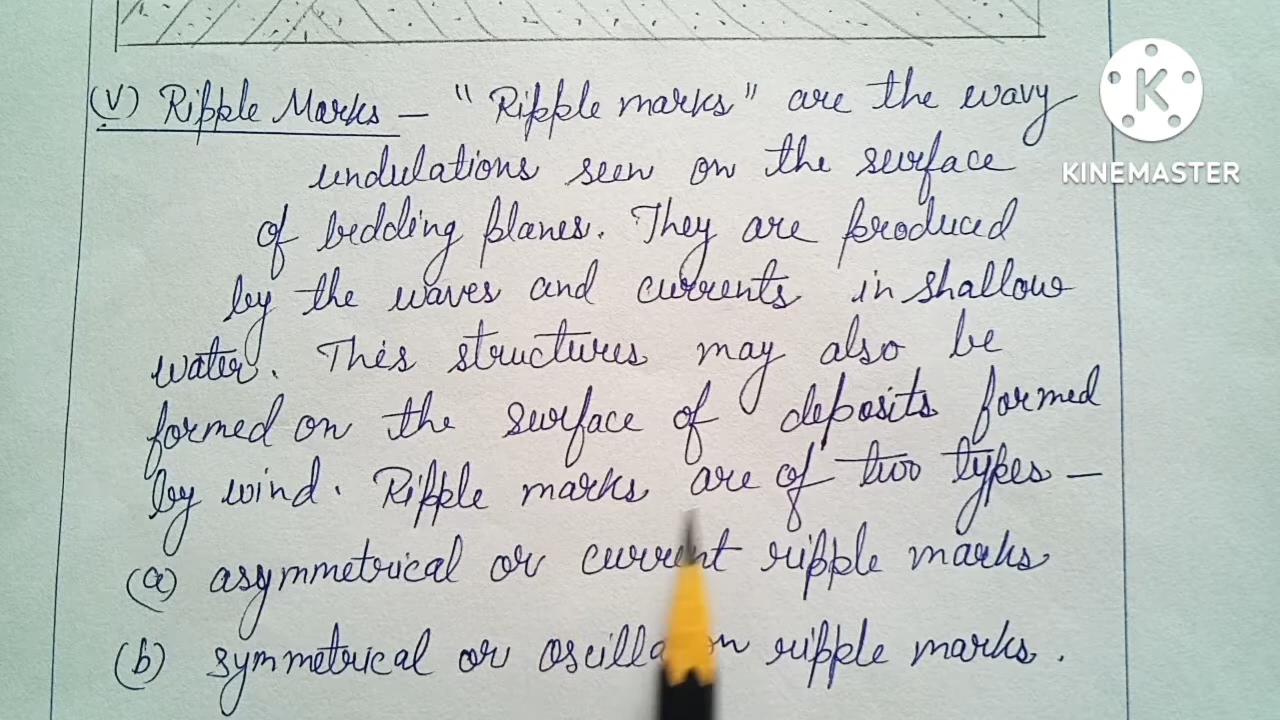 (V) Ripple Marks — "Ripple marks" are the wavy
undulations seen on the surface
of bedding planes. They are produced
by the waves and currents in shallow
water. This structures may also be
formed on the surface of deposits formed
by wind. Ripple marks are of two types —
(a) asymmetrical or current ripple marks
(b) symmetrical or ripple marks.
K
KINEMASTER